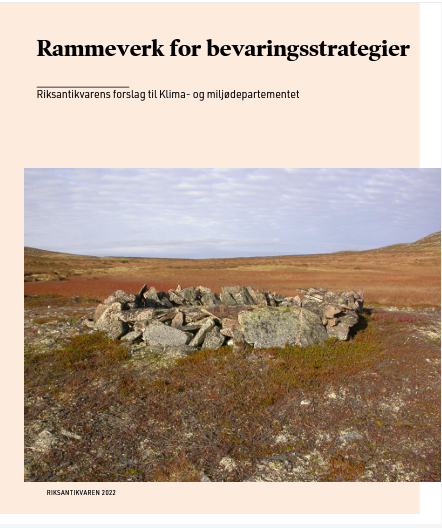 Rammeverk for bevaringsstrategier
Riksantikvarens forslag til Klima- og miljødepartementet
RIKSANTIKVAREN 2022